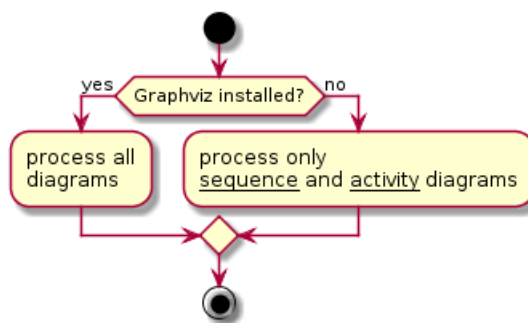 yes
Graphviz installed?
no
process all
diagrams
process only
sequence and activity diagrams